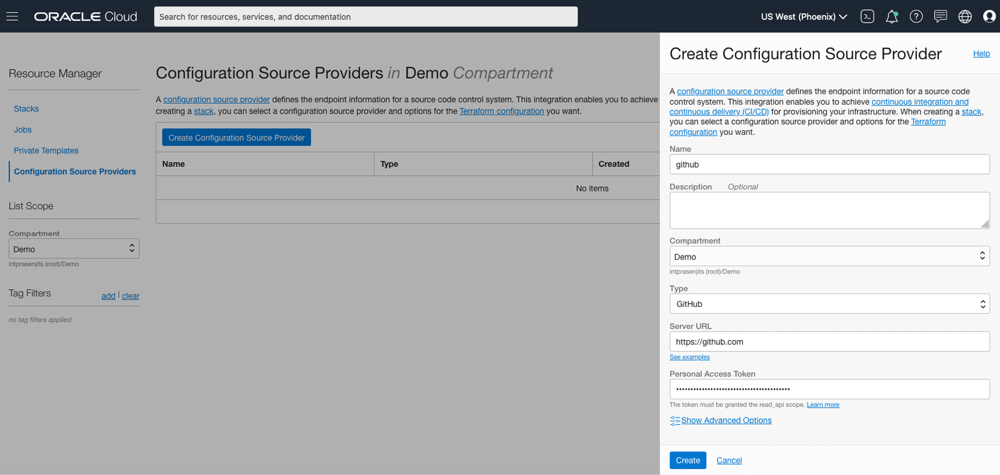 ORACLE Cloud
Search for resources, services, and documentation
US West (Phoenix)
Resource Manager
Stacks
Jobs
Private Templates
Configuration Source Providers
List Scope
Compartment
Demo
intprasenjits (root)/Demo
Tag Filters
add | clear
no tag filters applied
Configuration Source Providers in Demo Compartment
A configuration source provider defines the endpoint information for a source code control system. This integration enables you to achieve
creating a stack, you can select a configuration source provider and options for the Terraform configuration you want.
Create Configuration Source Provider
Name Type Created
No items
Create Configuration Source Provider
Help
A configuration source provider defines the endpoint information for a source code
control system. This integration enables you to achieve continuous integration and
continuous delivery (CI/CD) for provisioning your infrastructure. When creating a stack,
you can select a configuration source provider and options for the Terraform
configuration you want.
Name
github
Description Optional
Compartment
Demo
intprasenjits (root)/Demo
Type
GitHub
Server URL
https://github.com
See examples
Personal Access Token
The token must be granted the read_api scope. Learn more
Show Advanced Options
Create Cancel